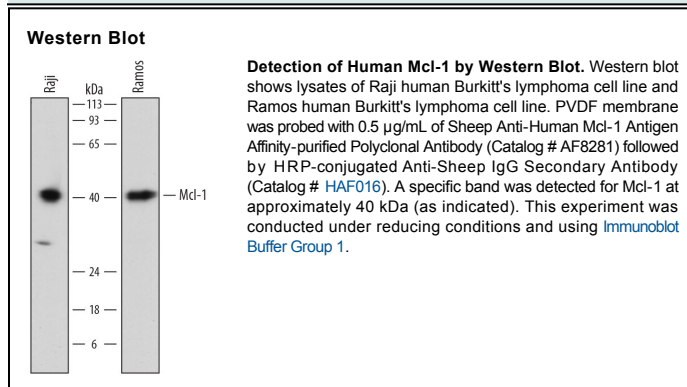 Western Blot
Raji
kDa
Ramos
113
93
65
40
Mcl-1
24
18
6
Detection of Human Mcl-1 by Western Blot. Western blot
shows lysates of Raji human Burkitt's lymphoma cell line and
Ramos human Burkitt's lymphoma cell line. PVDF membrane
was probed with 0.5 µg/mL of Sheep Anti-Human Mcl-1 Antigen
Affinity-purified Polyclonal Antibody (Catalog # AF8281) followed
by HRP-conjugated Anti-Sheep IgG Secondary Antibody
(Catalog # HAF016). A specific band was detected for Mcl-1 at
approximately 40 kDa (as indicated). This experiment was
conducted under reducing conditions and using Immunoblot
Buffer Group 1.